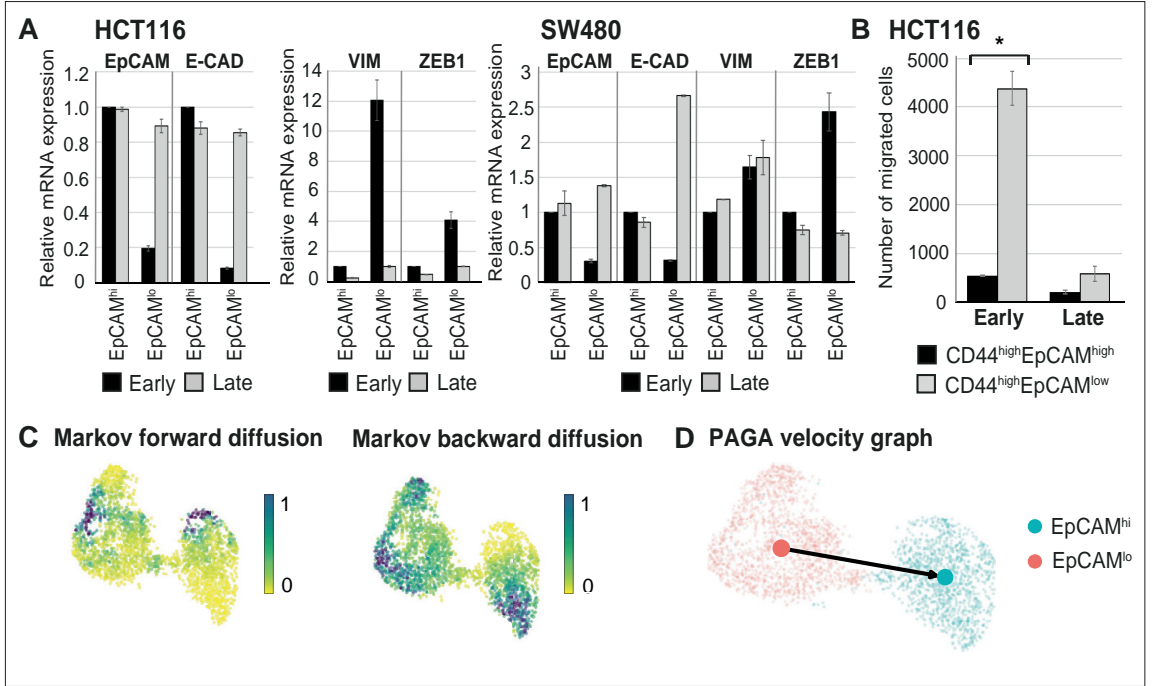 A HCT116
EpCAM E-CAD
Relative mRNA expression
1.2
1.0
0.8
0.6
0.4
0.2
0
EpCAMhi
EpCAMlo
EpCAMhi
EpCAMlo
Early Late
VIM ZEB1
Relative mRNA expression
14
12
10
8
6
4
2
0
EpCAMhi
EpCAMlo
EpCAMhi
EpCAMlo
Early Late
SW480
EpCAM E-CAD VIM ZEB1
Relative mRNA expression
3
2.5
2
1.5
1
0.5
0
EpCAMhi
EpCAMlo
EpCAMhi
EpCAMlo
EpCAMhi
EpCAMlo
EpCAMhi
EpCAMlo
Early Late
B HCT116
*
Number of migrated cells
5000
4000
3000
2000
1000
0
Early Late
CD44highEpCAMhigh
CD44highEpCAMlow
C Markov forward diffusion
1
0
Markov backward diffusion
1
0
D PAGA velocity graph
EpCAMhi
EpCAMlo